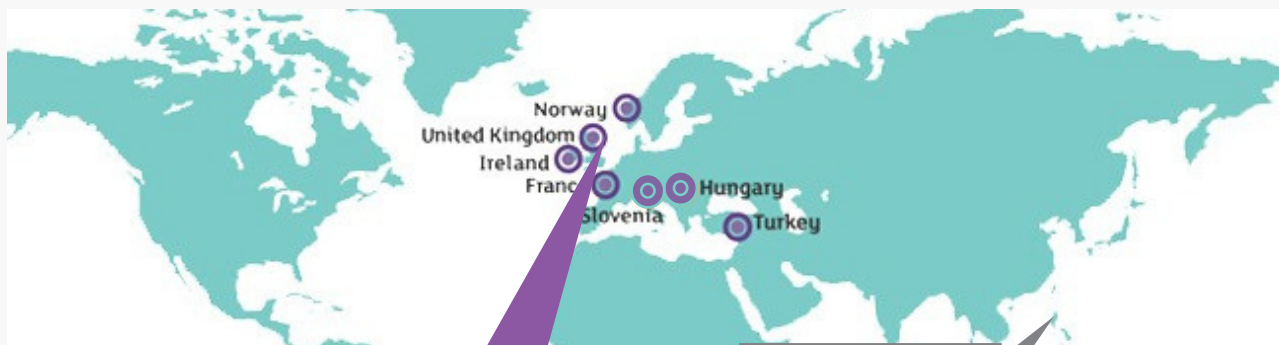 Norway
United Kingdom
Ireland
Franc
Hungary
Slovenia
Turkey